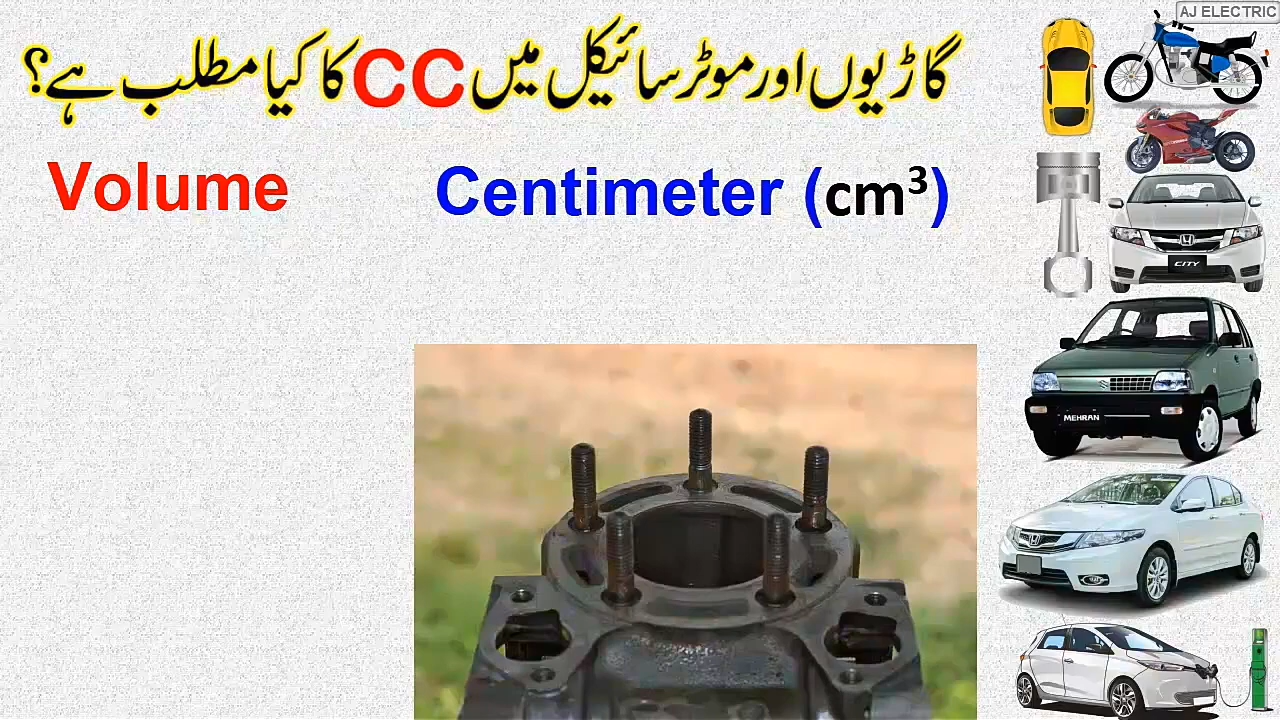 AJ ELECTRIC
گاڑیوں اور موٹر سائیکل میں CC کا کیا مطلب ہے؟
Volume Centimeter (cm³)
CITY
MEHRAN